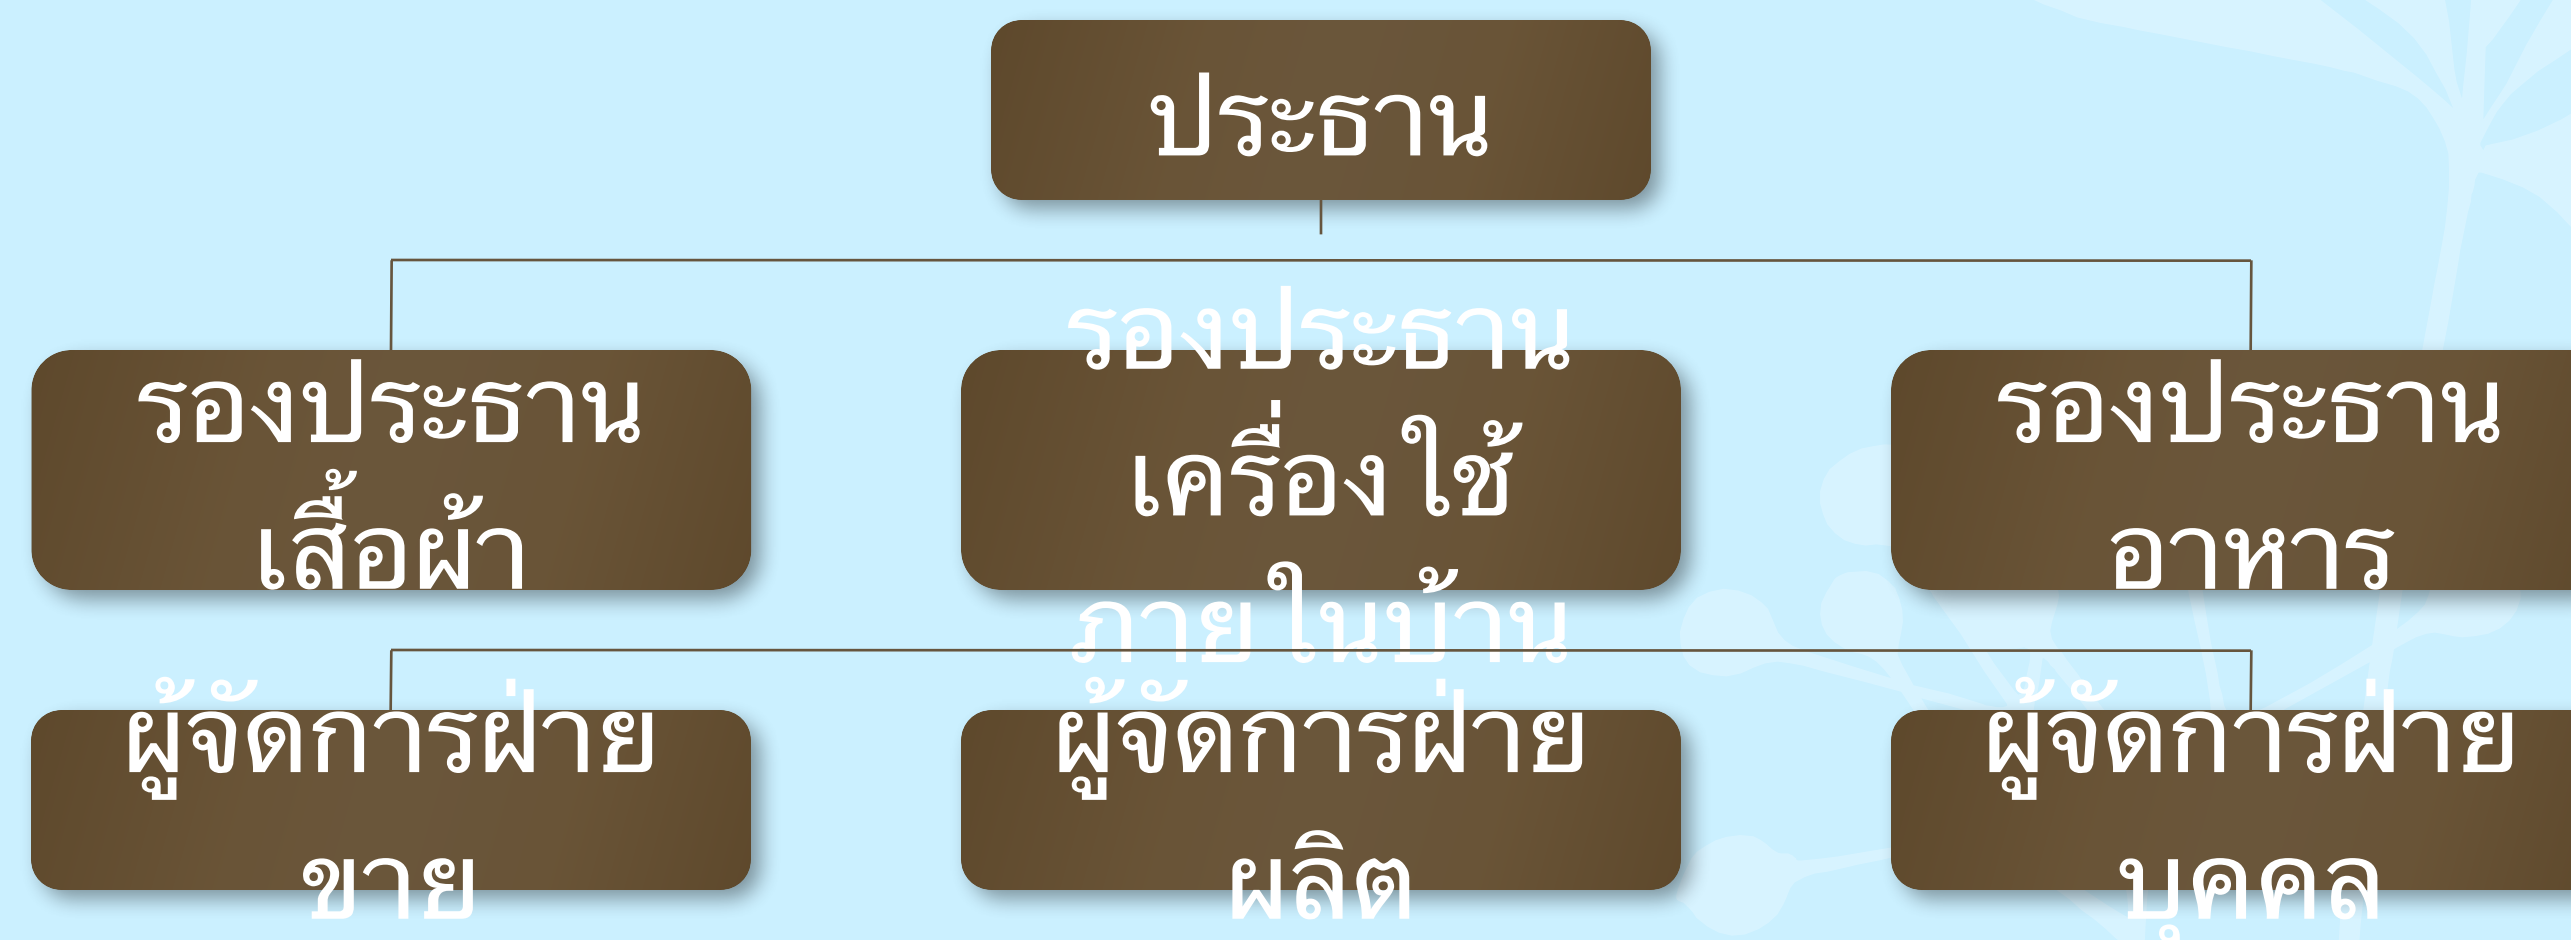 ประธาน
รองประธาน
เสื้อผ้า
รองประธาน
เครื่องใช้
ภายในบ้าน
รองประธาน
อาหาร
ผู้จัดการฝ่าย
ขาย
ผู้จัดการฝ่าย
ผลิต
ผู้จัดการฝ่าย
บุคคล